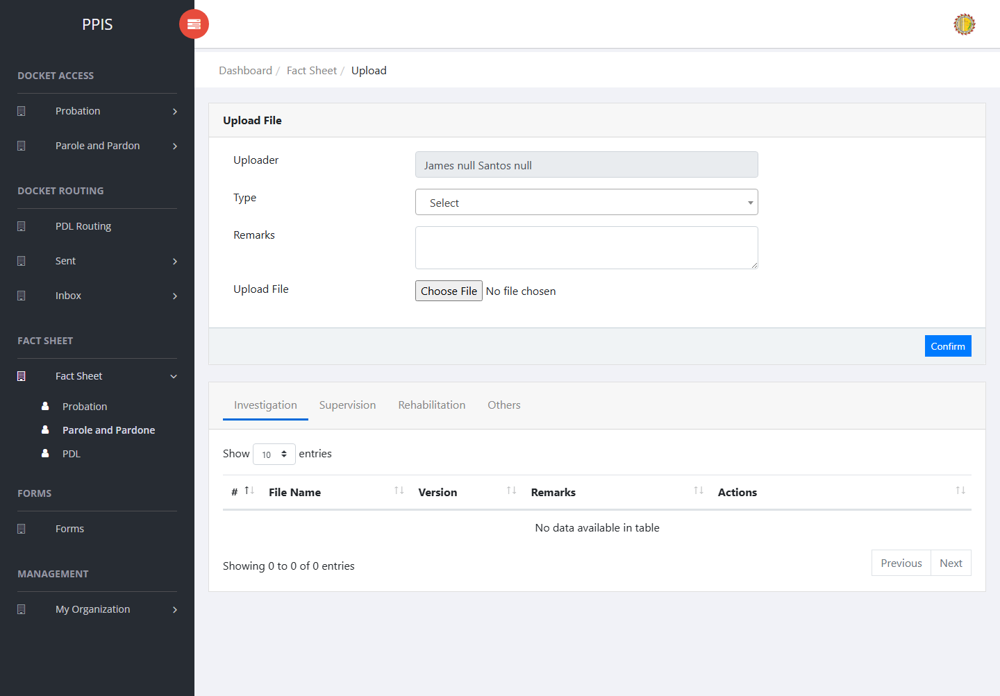 PPIS
DOCKET ACCESS
Probation
Parole and Pardon
DOCKET ROUTING
PDL Routing
Sent
Inbox
FACT SHEET
Fact Sheet
Probation
Parole and Pardone
PDL
FORMS
Forms
MANAGEMENT
My Organization
Dashboard / Fact Sheet / Upload
Upload File
Uploader James null Santos null
Type Select
Remarks
Upload File Choose File No file chosen
Confirm
Investigation Supervision Rehabilitation Others
Show 10 entries
# File Name Version Remarks Actions
No data available in table
Showing 0 to 0 of 0 entries
Previous Next